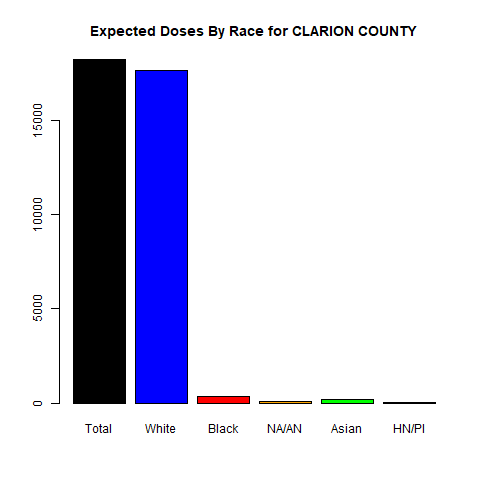 Expected Doses By Race for CLARION COUNTY
15000
10000
5000
0
Total White Black NA/AN Asian HN/PI